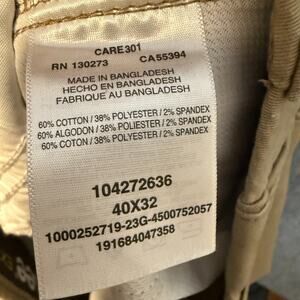 CARE301
RN 130273 CA55394
MADE IN BANGLADESH
HECHO EN BANGLADESH
FABRIQUE AU BANGLADESH
60% COTTON / 38% POLYESTER / 2% SPANDEX
60% ALGODON / 38% POLIESTER / 2% SPANDEX
60% COTON / 38% POLYESTER / 2% SPANDEX
104272636
40X32
1000252719-23G-4500752057
191684047358